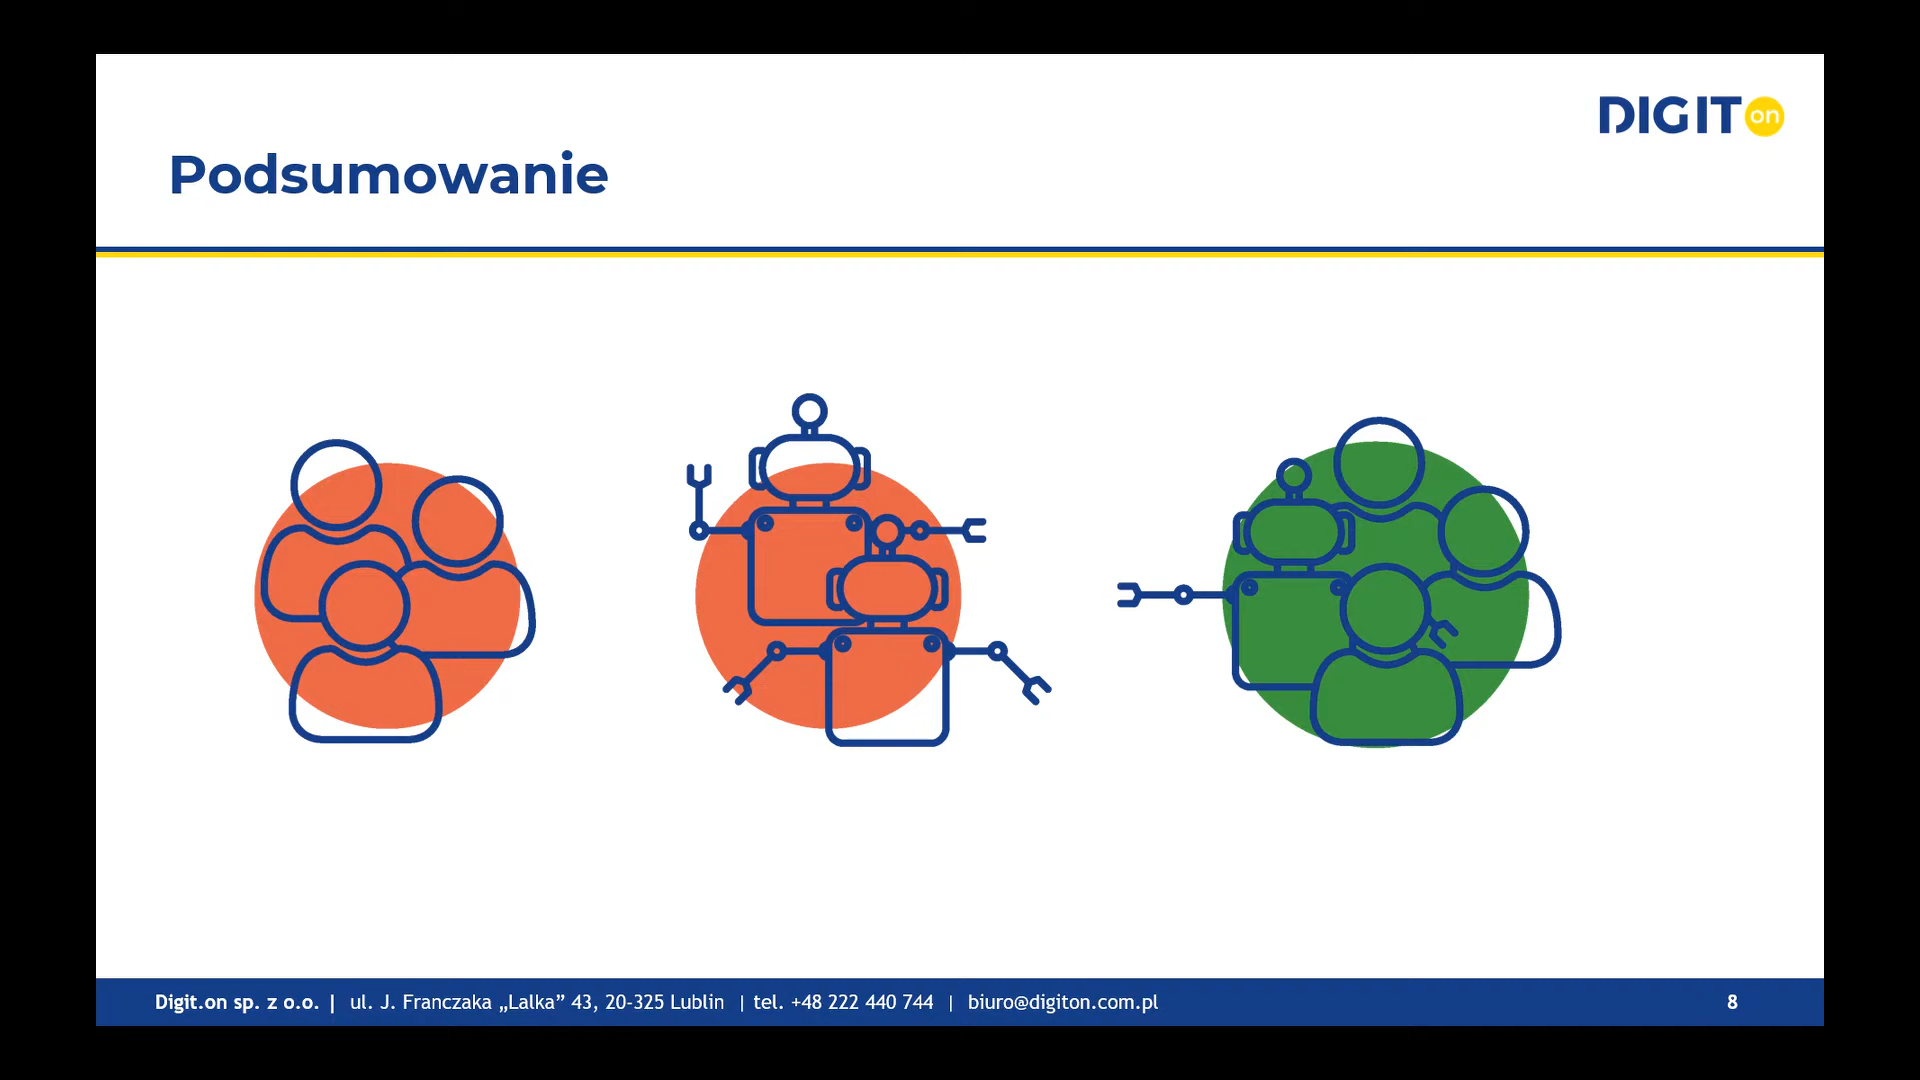 DIGITon
Podsumowanie
Digit.on sp. z o.o. | ul. J. Franczaka „Lalka” 43, 20-325 Lublin | tel. +48 222 440 744 | biuro@digiton.com.pl 8